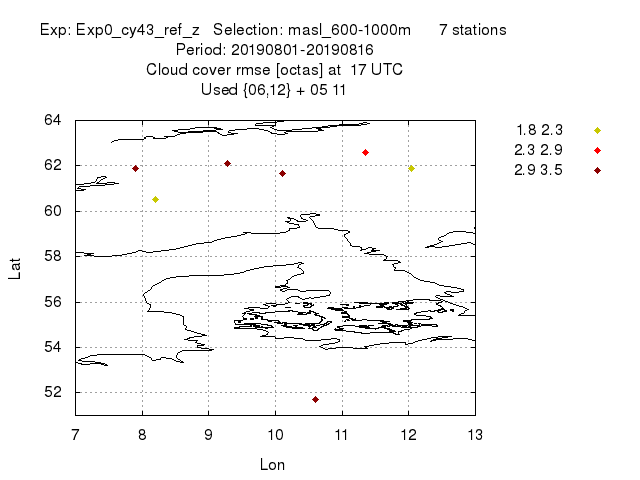 Exp: Exp0_cy43_ref_z   Selection: masl_600-1000m      7 stations
Period: 20190801-20190816
Cloud cover rmse [octas] at  17 UTC
Used {06,12} + 05 11
1.8 2.3
2.3 2.9
2.9 3.5
64
62
60
58
56
54
52
Lat
7 8 9 10 11 12 13
Lon